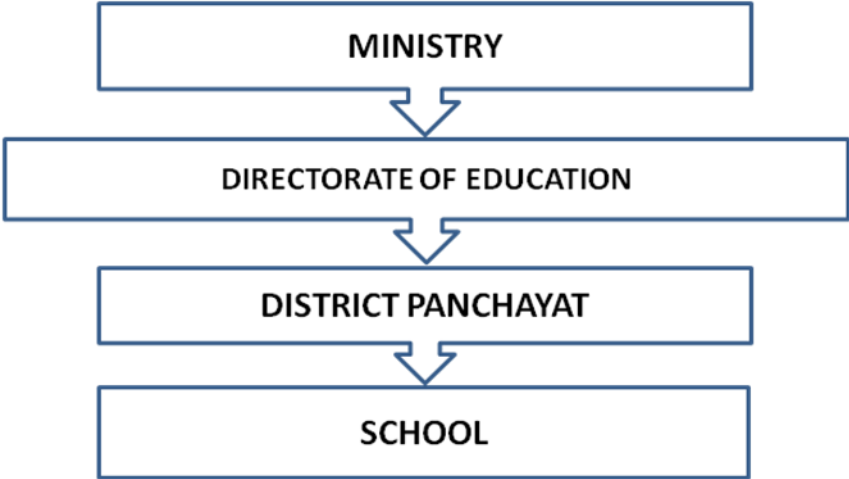 MINISTRY
DIRECTORATE OF EDUCATION
DISTRICT PANCHAYAT
SCHOOL